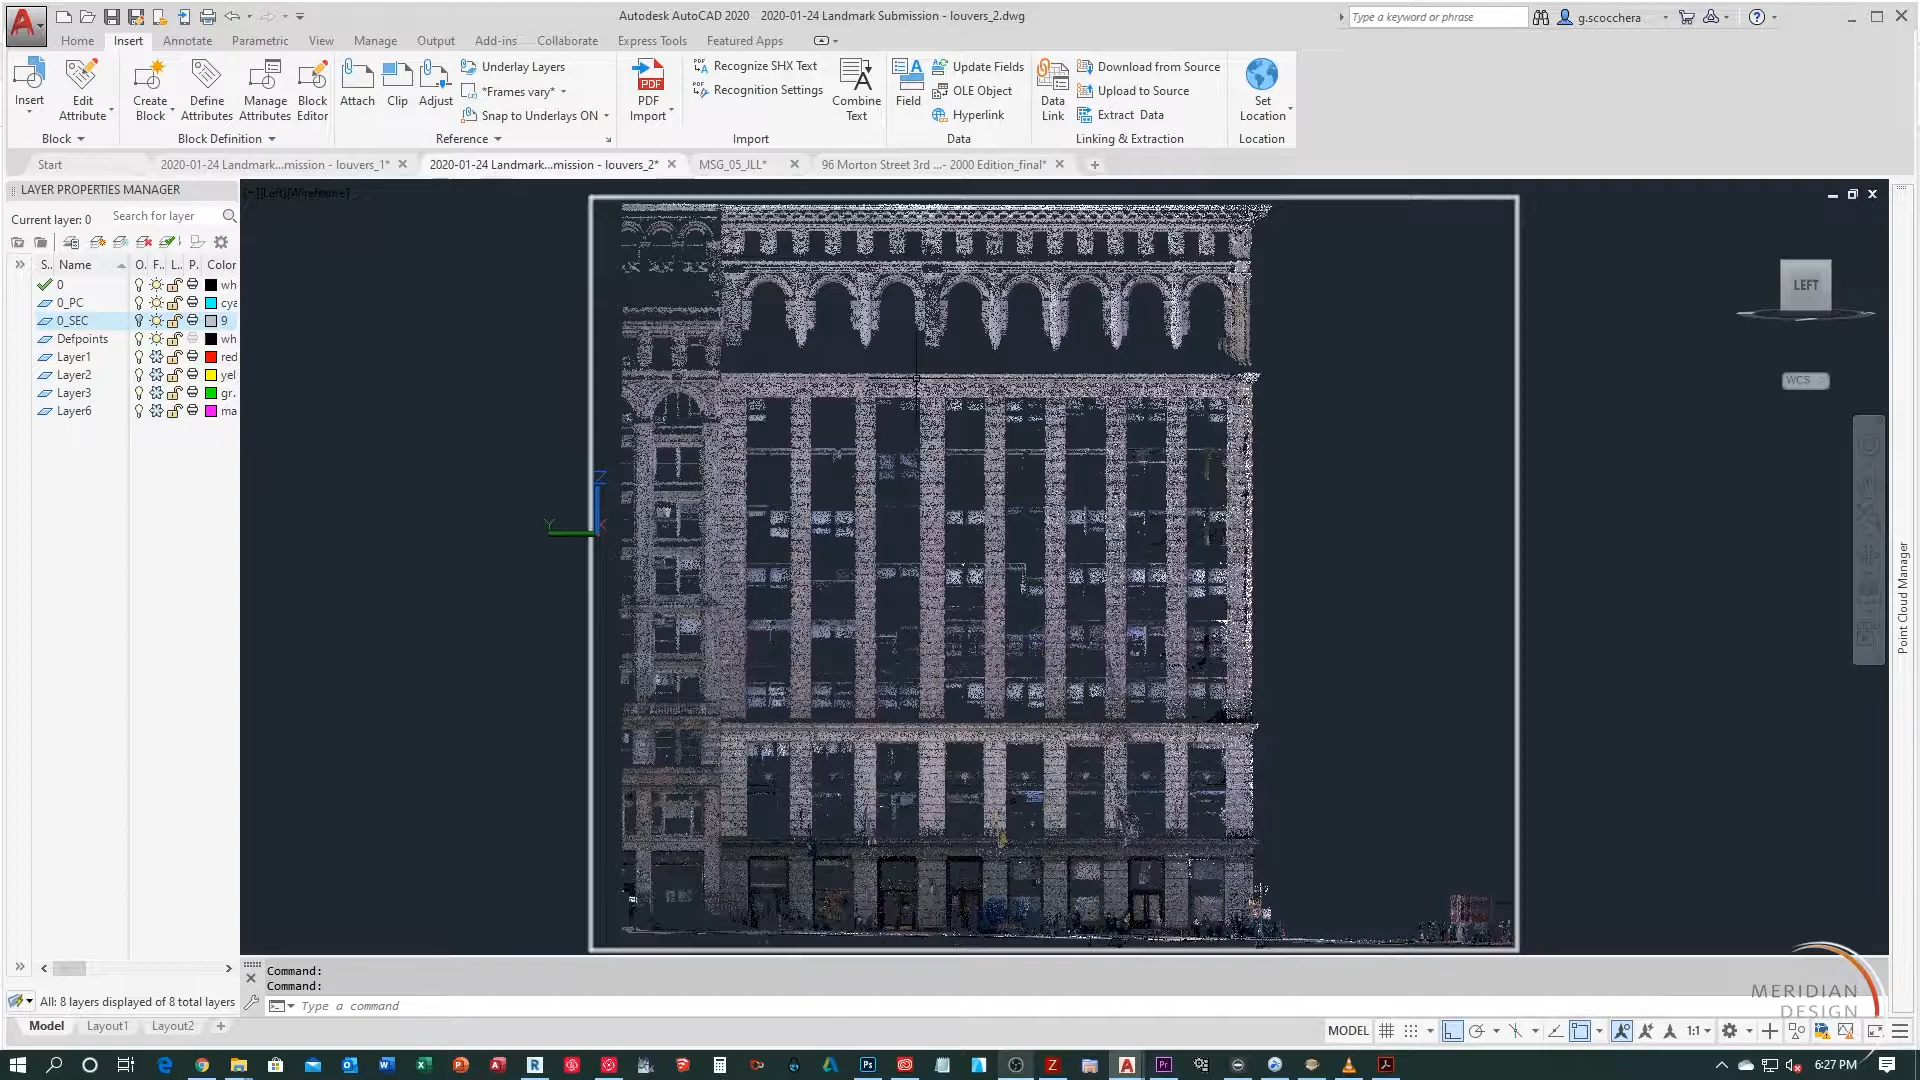 Autodesk AutoCAD 2020   2020-01-24 Landmark Submission - louvers_2.dwg
Type a keyword or phrase
g.scocchera
Home Insert Annotate Parametric View Manage Output Add-ins Collaborate Express Tools Featured Apps
Insert
Edit Attribute
Create Block
Define Attributes
Manage Attributes
Block Editor
Attach
Clip
Adjust
Underlay Layers
*Frames vary*
Snap to Underlays ON
PDF Import
Recognize SHX Text
Recognition Settings
Combine Text
Field
Update Fields
OLE Object
Hyperlink
Data Link
Download from Source
Upload to Source
Extract Data
Set Location
Block
Block Definition
Reference
Import
Data
Linking & Extraction
Location
Start
2020-01-24 Landmark...mission - louvers_1*
2020-01-24 Landmark...mission - louvers_2*
MSG_05_JLL*
96 Morton Street 3rd ...- 2000 Edition_final*
LAYER PROPERTIES MANAGER
[-][Left][Wireframe]
Current layer: 0
Search for layer
S.. Name O. F.. L.. P. Color
0 wh
0_PC cya
0_SEC 9
Defpoints wh
Layer1 red
Layer2 yel
Layer3 gr.
Layer6 ma
LEFT
WCS
Z
Y
X
Point Cloud Manager
Command:
Command:
Type a command
All: 8 layers displayed of 8 total layers
Model Layout1 Layout2
MERIDIAN
DESIGN
MODEL
1:1
6:27 PM